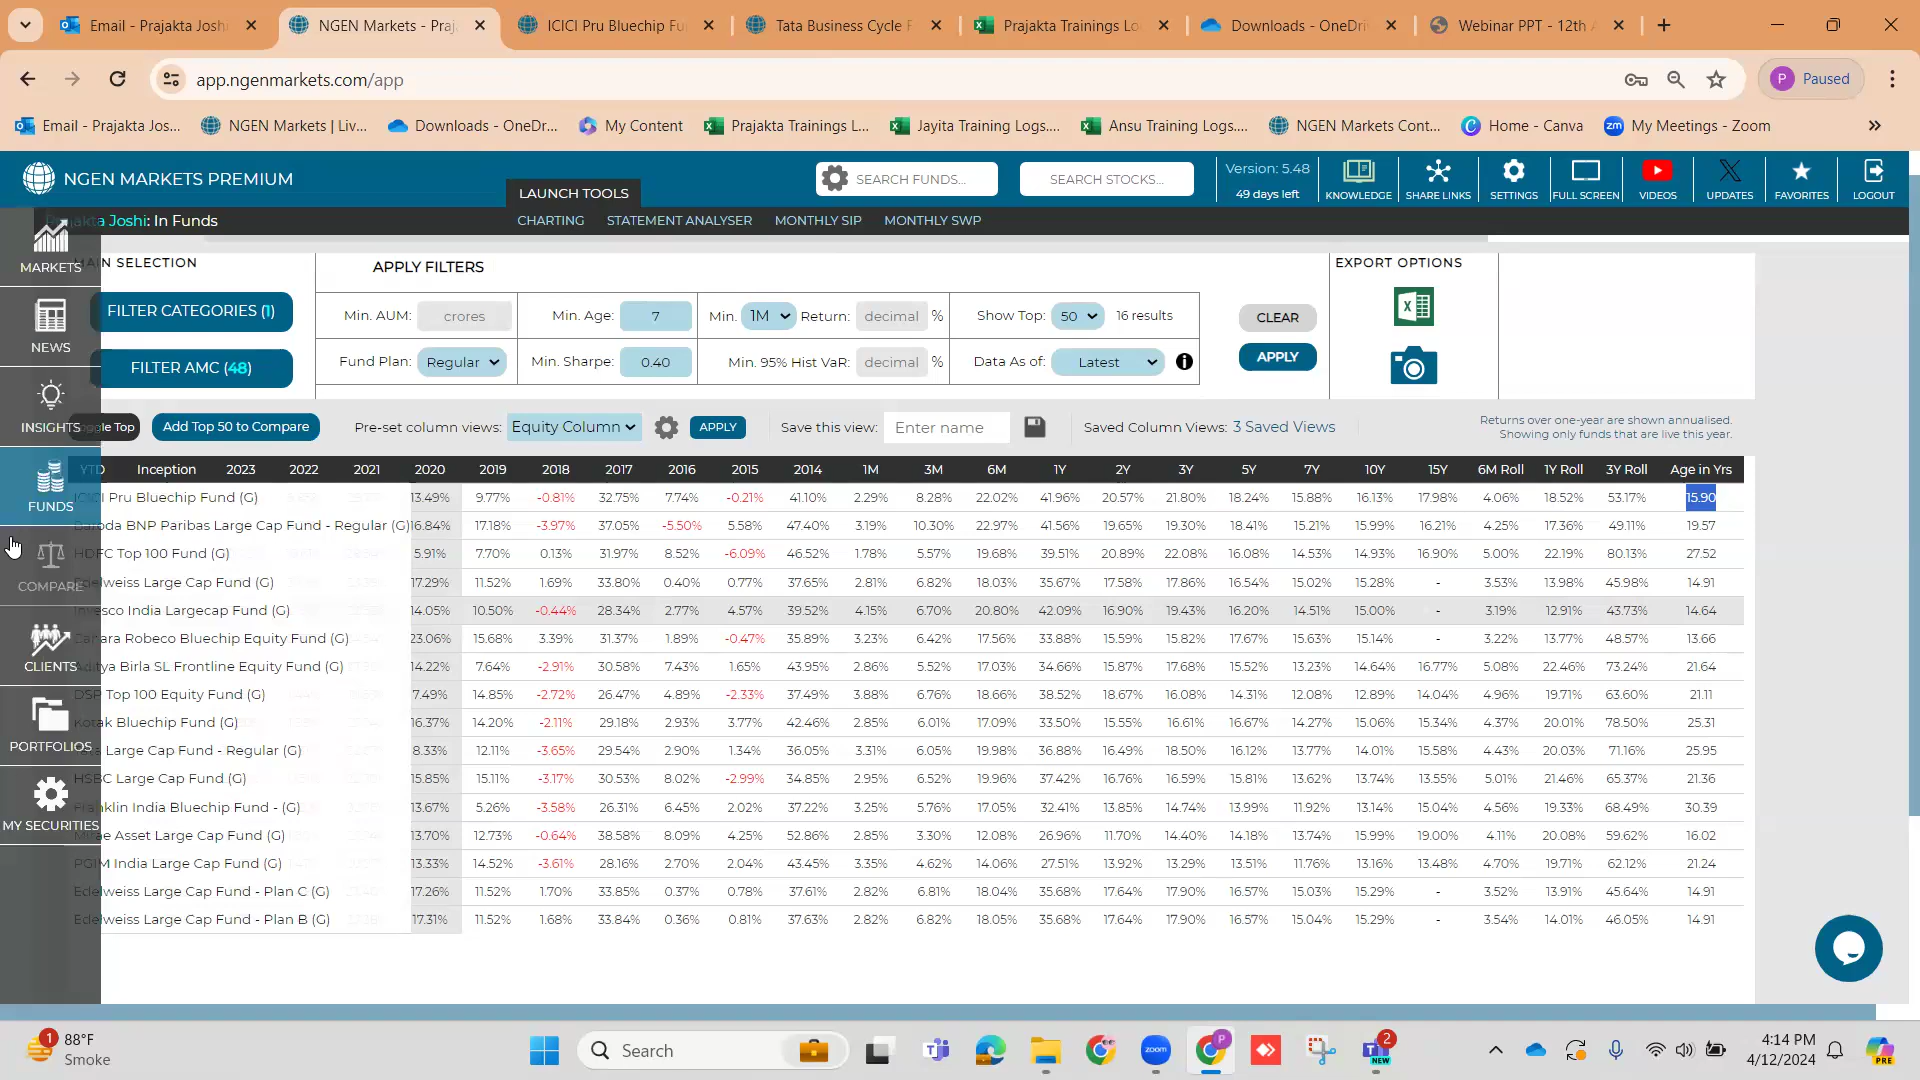 Email - Prajakta Joshi
NGEN Markets - Praj
ICICI Pru Bluechip Fu
Tata Business Cycle F
Prajakta Trainings Lo
Downloads - OneDri
Webinar PPT - 12th A
app.ngenmarkets.com/app
P Paused
Email - Prajakta Jos...
NGEN Markets | Liv...
Downloads - OneDr...
My Content
Prajakta Trainings L...
Jayita Training Logs....
Ansu Training Logs....
NGEN Markets Cont...
Home - Canva
My Meetings - Zoom
NGEN MARKETS PREMIUM
LAUNCH TOOLS
SEARCH FUNDS...
SEARCH STOCKS...
Version: 5.48
49 days left
KNOWLEDGE
SHARE LINKS
SETTINGS
FULL SCREEN
VIDEOS
UPDATES
FAVORITES
LOGOUT
Joshi: In Funds
CHARTING STATEMENT ANALYSER MONTHLY SIP MONTHLY SWP
MARKETS
NEWS
INSIGHTS
FUNDS
COMPARE
CLIENTS
PORTFOLIOS
MY SECURITIES
SELECTION
FILTER CATEGORIES (1)
FILTER AMC (48)
APPLY FILTERS
Min. AUM: crores Min. Age: 7 Min. 1M Return: decimal % Show Top: 50 16 results
Fund Plan: Regular Min. Sharpe: 0.40 Min. 95% Hist VaR: decimal % Data As of: Latest
CLEAR
APPLY
EXPORT OPTIONS
Top Add Top 50 to Compare Pre-set column views: Equity Column APPLY Save this view: Enter name Saved Column Views: 3 Saved Views
Returns over one-year are shown annualised.
Showing only funds that are live this year.
YTD Inception 2023 2022 2021 2020 2019 2018 2017 2016 2015 2014 1M 3M 6M 1Y 2Y 3Y 5Y 7Y 10Y 15Y 6M Roll 1Y Roll 3Y Roll Age in Yrs
ICICI Pru Bluechip Fund (G) 13.49% 9.77% -0.81% 32.75% 7.74% -0.21% 41.10% 2.29% 8.28% 22.02% 41.96% 20.57% 21.80% 18.24% 15.88% 16.13% 17.98% 4.06% 18.52% 53.17% 15.90
Baroda BNP Paribas Large Cap Fund - Regular (G) 16.84% 17.18% -3.97% 37.05% -5.50% 5.58% 47.40% 3.19% 10.30% 22.97% 41.56% 19.65% 19.30% 18.41% 15.21% 15.99% 16.21% 4.25% 17.36% 49.11% 19.57
HDFC Top 100 Fund (G) 5.91% 7.70% 0.13% 31.97% 8.52% -6.09% 46.52% 1.78% 5.57% 19.68% 39.51% 20.89% 22.08% 16.08% 14.53% 14.93% 16.90% 5.00% 22.19% 80.13% 27.52
Edelweiss Large Cap Fund (G) 17.29% 11.52% 1.69% 33.80% 0.40% 0.77% 37.65% 2.81% 6.82% 18.03% 35.67% 17.58% 17.86% 16.54% 15.02% 15.28% - 3.53% 13.98% 45.98% 14.91
Invesco India Largecap Fund (G) 14.05% 10.50% -0.44% 28.34% 2.77% 4.57% 39.52% 4.15% 6.70% 20.80% 42.09% 16.90% 19.43% 16.20% 14.51% 15.00% - 3.19% 12.91% 43.73% 14.64
Canara Robeco Bluechip Equity Fund (G) 23.06% 15.68% 3.39% 31.37% 1.89% -0.47% 35.89% 3.23% 6.42% 17.56% 33.88% 15.59% 15.82% 17.67% 15.63% 15.14% - 3.22% 13.77% 48.57% 13.66
Aditya Birla SL Frontline Equity Fund (G) 14.22% 7.64% -2.91% 30.58% 7.43% 1.65% 43.95% 2.86% 5.52% 17.03% 34.66% 15.87% 17.68% 15.52% 13.23% 14.64% 16.77% 5.08% 22.46% 73.24% 21.64
DSP Top 100 Equity Fund (G) 7.49% 14.85% -2.72% 26.47% 4.89% -2.33% 37.49% 3.88% 6.76% 18.66% 38.52% 18.67% 16.08% 14.31% 12.08% 12.89% 14.04% 4.96% 19.71% 63.60% 21.11
Kotak Bluechip Fund (G) 16.37% 14.20% -2.11% 29.18% 2.93% 3.77% 42.46% 2.85% 6.01% 17.09% 33.50% 15.55% 16.61% 16.67% 14.27% 15.06% 15.34% 4.37% 20.01% 78.50% 25.31
Large Cap Fund - Regular (G) 8.33% 12.11% -3.65% 29.54% 2.90% 1.34% 36.05% 3.31% 6.05% 19.98% 36.88% 16.49% 18.50% 16.12% 13.77% 14.01% 15.58% 4.43% 20.03% 71.16% 25.95
HSBC Large Cap Fund (G) 15.85% 15.11% -3.17% 30.53% 8.02% -2.99% 34.85% 2.95% 6.52% 19.96% 37.42% 16.76% 16.59% 15.81% 13.62% 13.74% 13.55% 5.01% 21.46% 65.37% 21.36
Franklin India Bluechip Fund - (G) 13.67% 5.26% -3.58% 26.31% 6.45% 2.02% 37.22% 3.25% 5.76% 17.05% 32.41% 13.85% 14.74% 13.99% 11.92% 13.14% 15.04% 4.56% 19.33% 68.49% 30.39
Mirae Asset Large Cap Fund (G) 13.70% 12.73% -0.64% 38.58% 8.09% 4.25% 52.86% 2.85% 3.30% 12.08% 26.96% 11.70% 14.40% 14.18% 13.74% 15.99% 19.00% 4.11% 20.08% 59.62% 16.02
PGIM India Large Cap Fund (G) 13.33% 14.52% -3.61% 28.16% 2.70% 2.04% 43.45% 3.35% 4.62% 14.06% 27.51% 13.92% 13.29% 13.51% 11.76% 13.16% 13.48% 4.70% 19.71% 62.12% 21.24
Edelweiss Large Cap Fund - Plan C (G) 17.26% 11.52% 1.70% 33.85% 0.37% 0.78% 37.61% 2.82% 6.81% 18.04% 35.68% 17.64% 17.90% 16.57% 15.03% 15.29% - 3.52% 13.91% 45.64% 14.91
Edelweiss Large Cap Fund - Plan B (G) 17.31% 11.52% 1.68% 33.84% 0.36% 0.81% 37.63% 2.82% 6.82% 18.05% 35.68% 17.64% 17.90% 16.57% 15.04% 15.29% - 3.54% 14.01% 46.05% 14.91
1 88°F
Smoke
Search
zoom
P
2
NEW
4:14 PM
4/12/2024
PRE